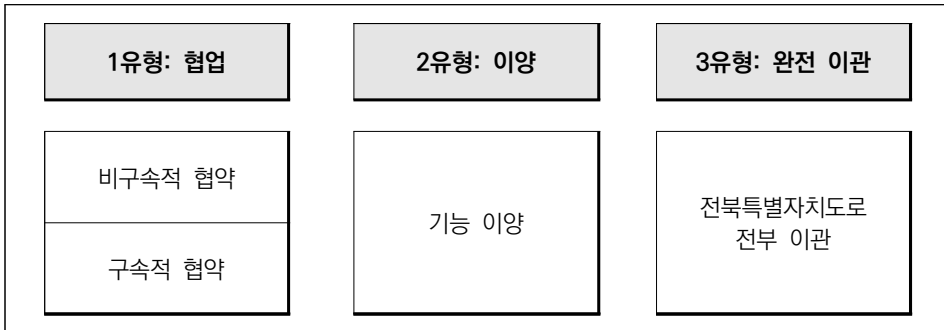 1유형: 협업
2유형: 이양
3유형: 완전 이관
비구속적 협약
구속적 협약
기능 이양
전북특별자치도로
전부 이관